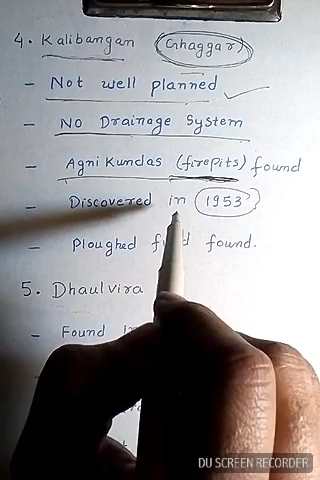 4. Kalibangan (Ghaggar)
- Not well planned
- No Drainage System
- Agni Kundas (firepits) found
- Discovered in 1953
- Ploughed found.
5. Dhaulvira
- Found
DU SCREEN RECORDER